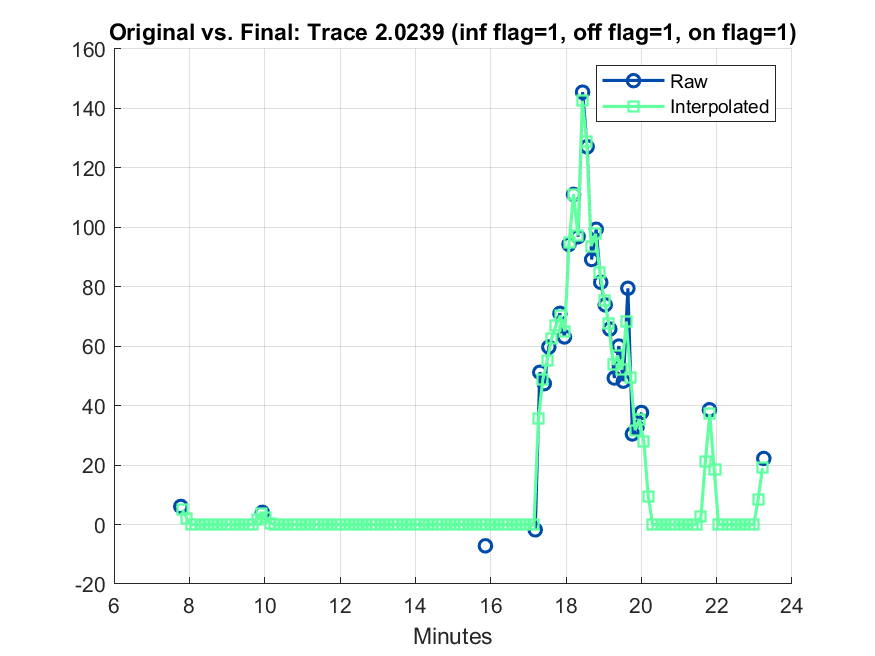 Original vs. Final: Trace 2.0239 (inf flag=1, off flag=1, on flag=1)
160
140
120
100
80
60
40
20
0
-20
Raw
Interpolated
6 8 10 12 14 16 18 20 22 24
Minutes